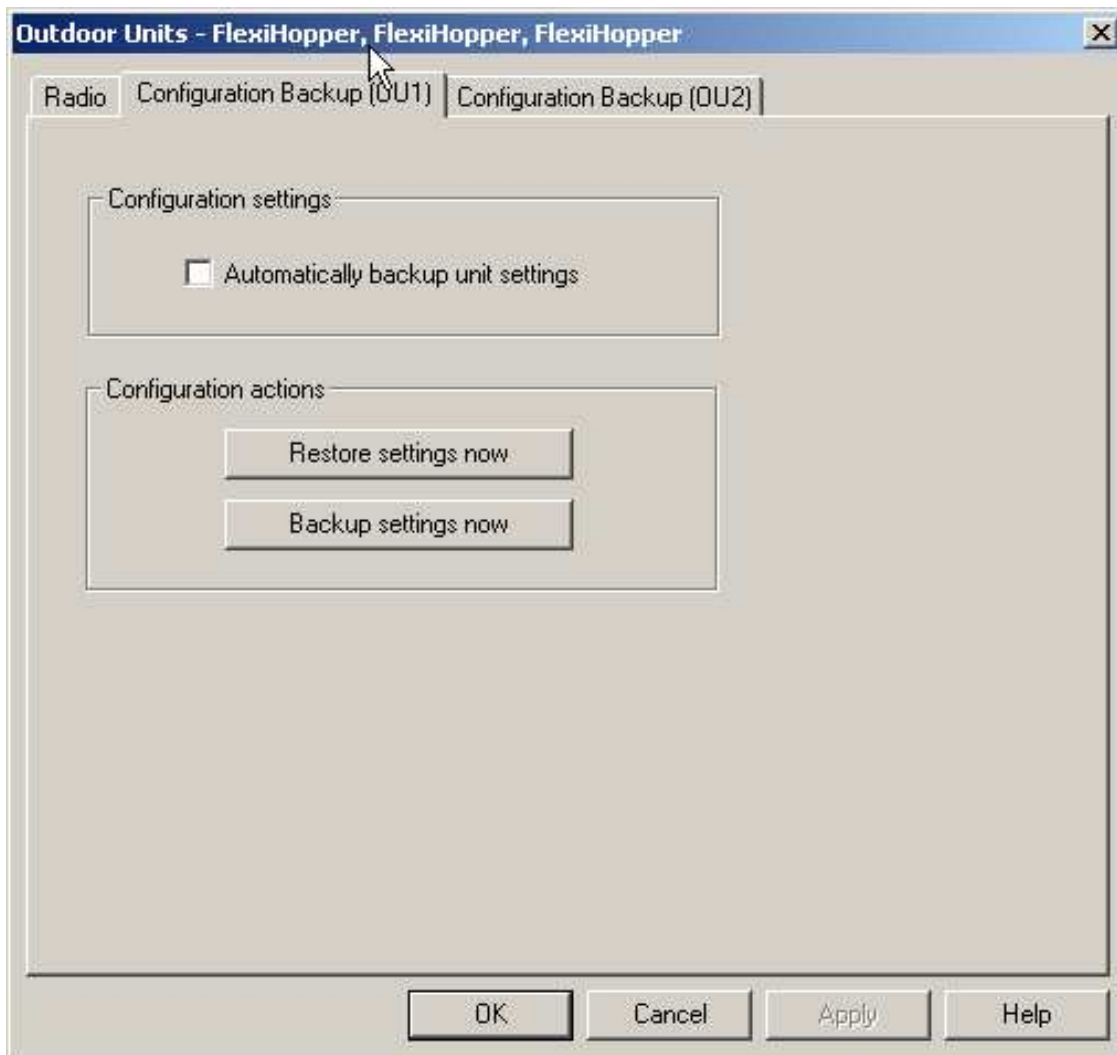 Outdoor Units - FlexiHopper, FlexiHopper, FlexiHopper
Radio Configuration Backup (OU1) Configuration Backup (OU2)
Configuration settings
Automatically backup unit settings
Configuration actions
Restore settings now
Backup settings now
OK Cancel Apply Help